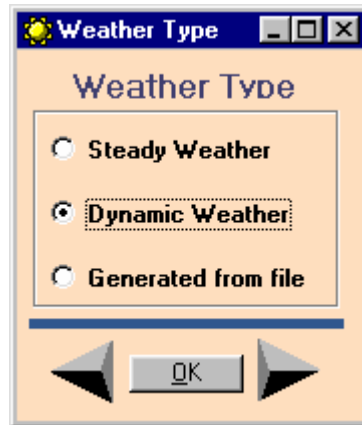 Weather Type
Weather Type
Steady Weather
Dynamic Weather
Generated from file
OK